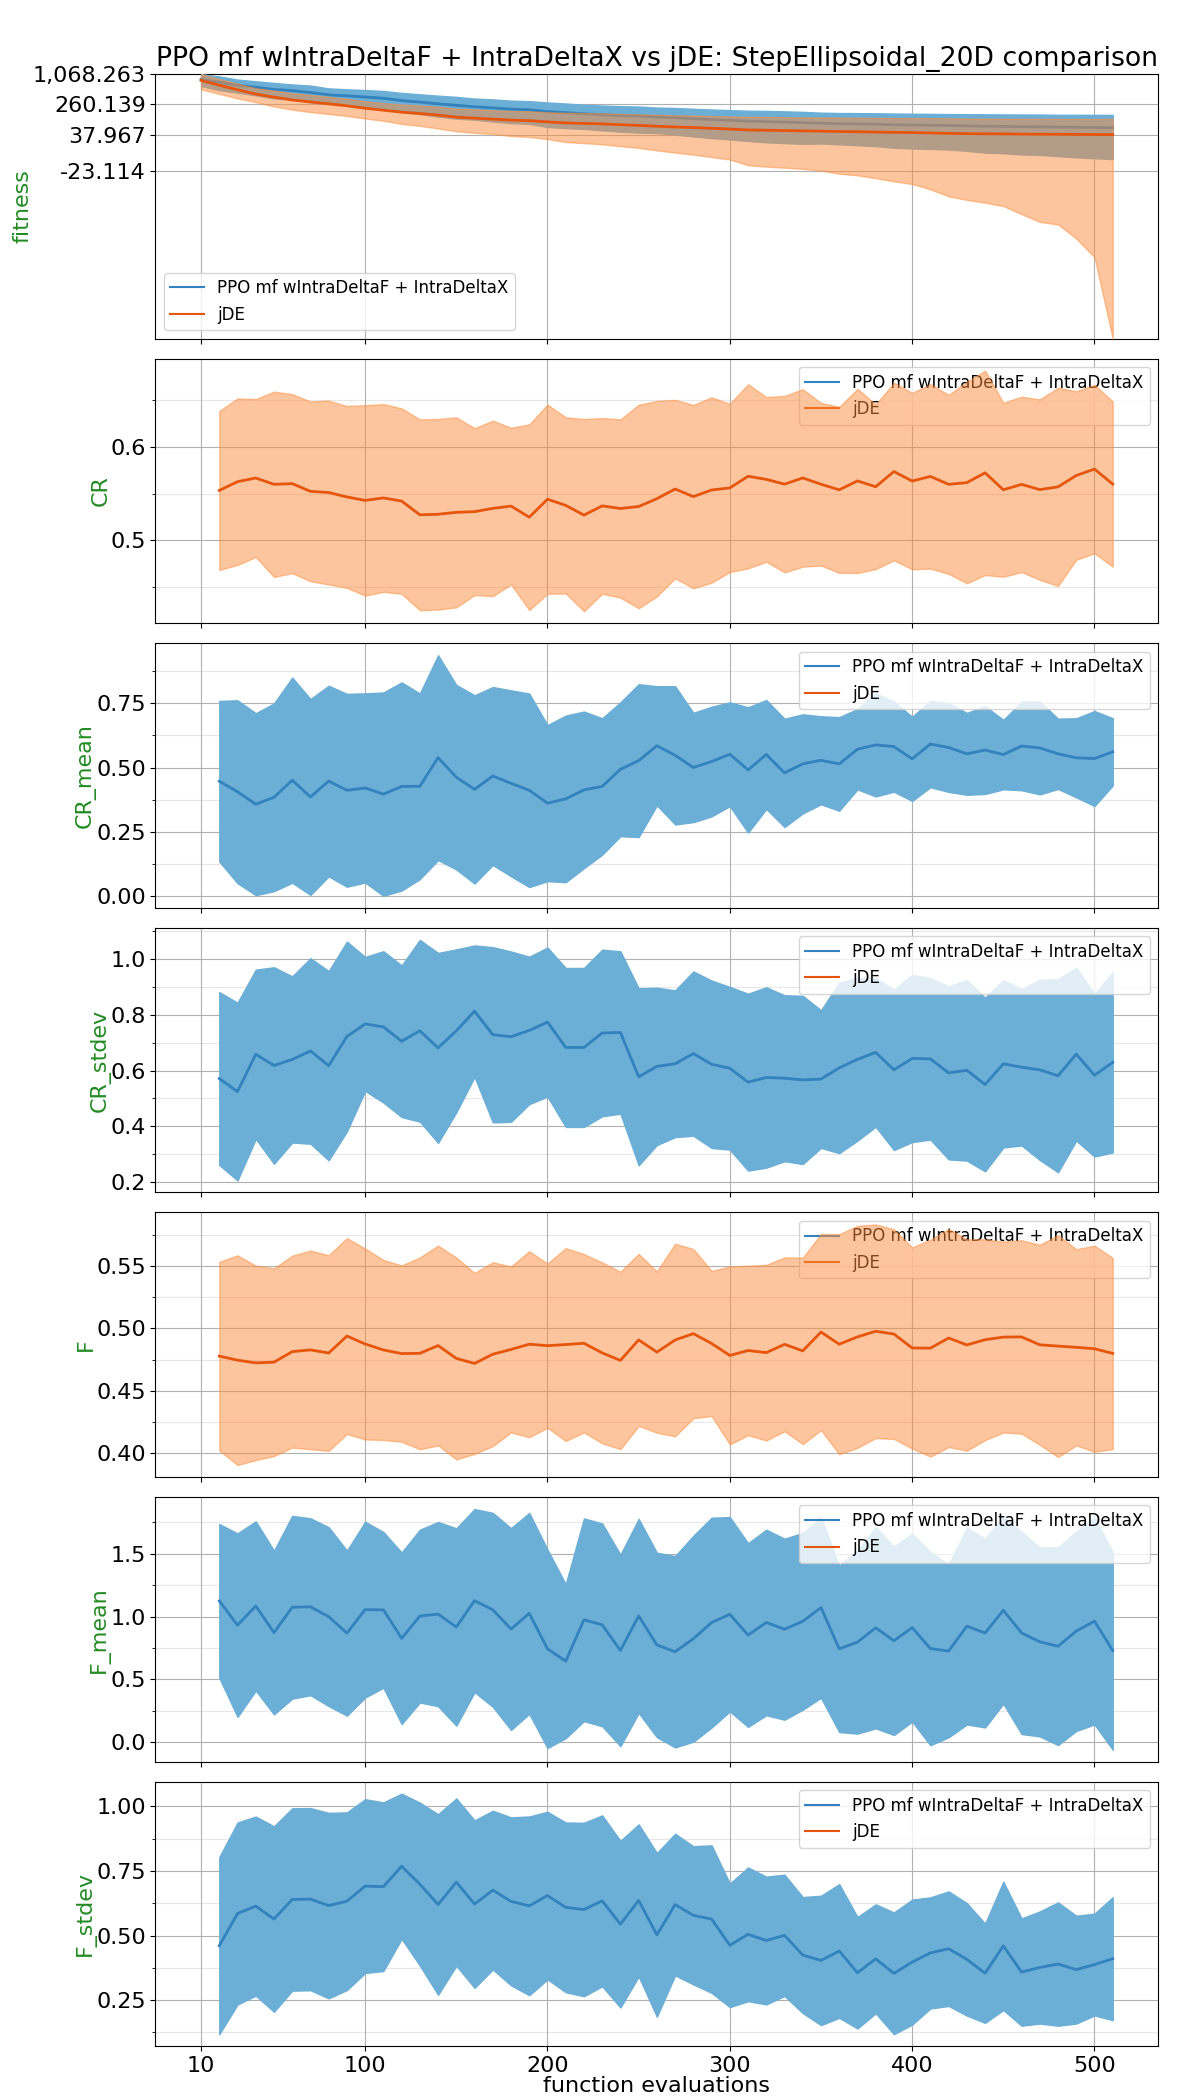 PPO mf wIntraDeltaF + IntraDeltaX vs jDE: StepEllipsoidal_20D comparison
1,068.263
260.139
37.967
-23.114
fitness
PPO mf wIntraDeltaF + IntraDeltaX
jDE
PPO mf wIntraDeltaF + IntraDeltaX
jDE
0.6
0.5
CR
PPO mf wIntraDeltaF + IntraDeltaX
jDE
0.75
0.50
0.25
0.00
CR_mean
PPO mf wIntraDeltaF + IntraDeltaX
jDE
1.0
0.8
0.6
0.4
0.2
CR_stdev
PPO mf wIntraDeltaF + IntraDeltaX
jDE
0.55
0.50
0.45
0.40
F
PPO mf wIntraDeltaF + IntraDeltaX
jDE
1.5
1.0
0.5
0.0
F_mean
PPO mf wIntraDeltaF + IntraDeltaX
jDE
1.00
0.75
0.50
0.25
F_stdev
10 100 200 300 400 500
function evaluations